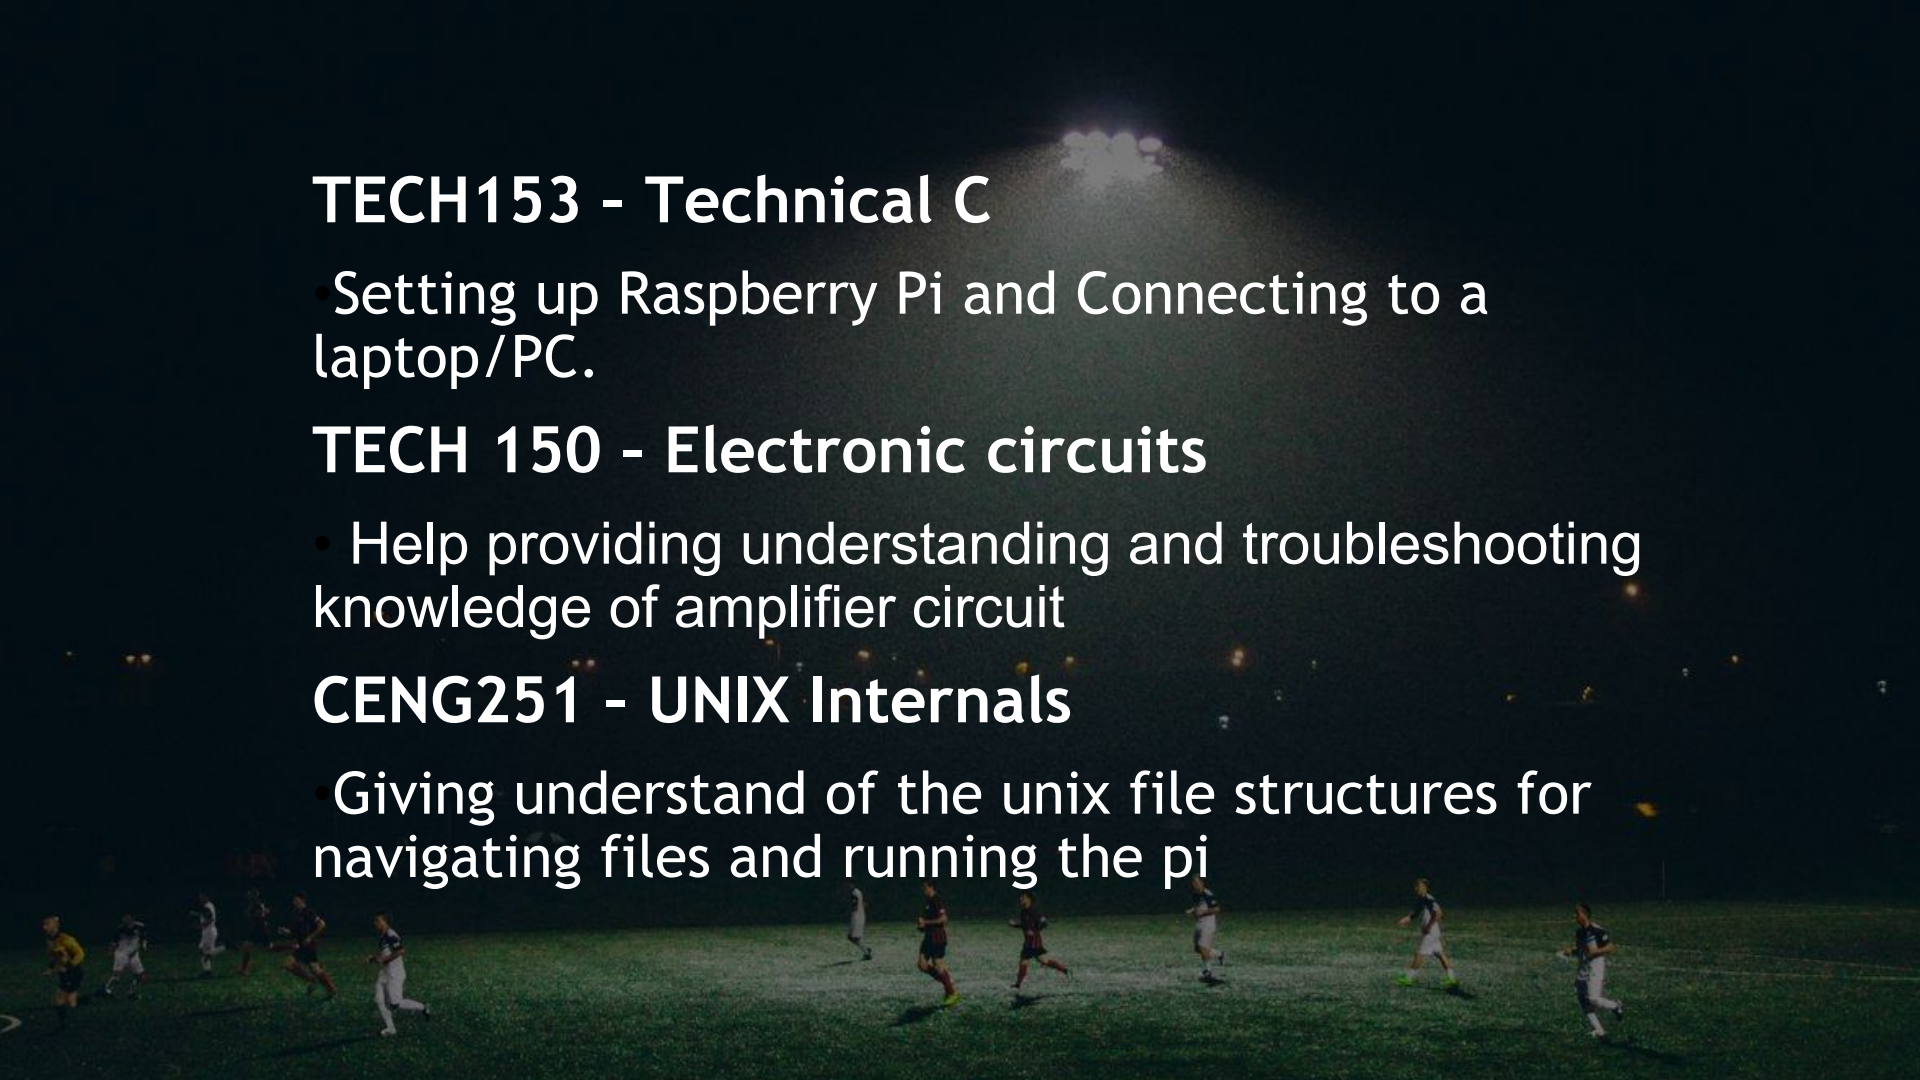 TECH153 – Technical C
•Setting up Raspberry Pi and Connecting to a
laptop/PC.
TECH 150 – Electronic circuits
• Help providing understanding and troubleshooting
knowledge of amplifier circuit
CENG251 – UNIX Internals
•Giving understand of the unix file structures for
navigating files and running the pi